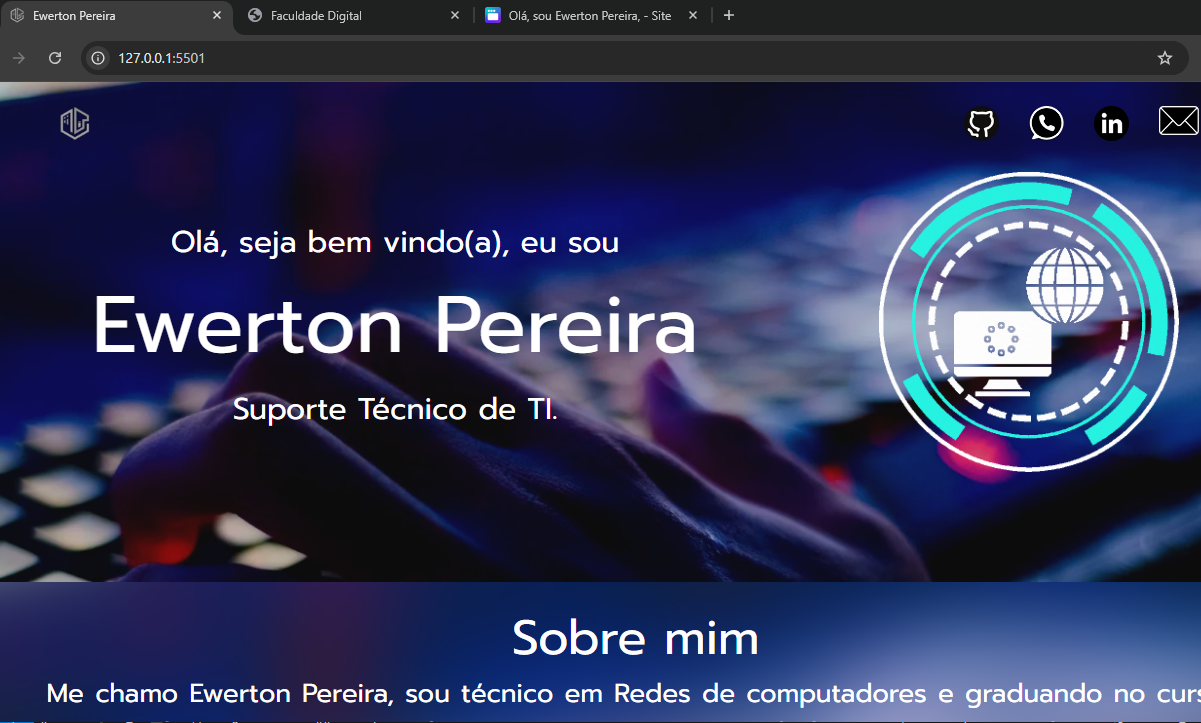 Ewerton Pereira
Faculdade Digital
Olá, sou Ewerton Pereira, - Site
127.0.0.1:5501
in
Olá, seja bem vindo(a), eu sou
Ewerton Pereira
Suporte Técnico de TI.
Sobre mim
Me chamo Ewerton Pereira, sou técnico em Redes de computadores e graduando no curs